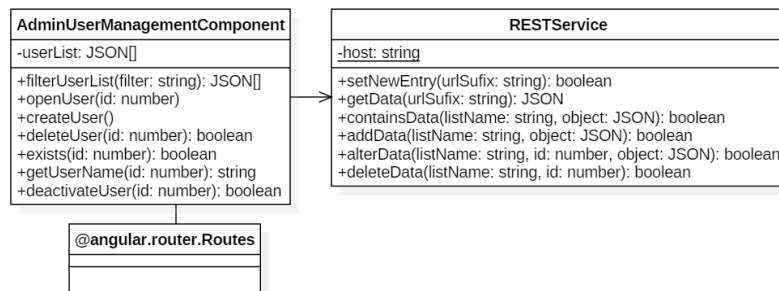 AdminUserManagementComponent
-userList: JSON[]
+filterUserList(filter: string): JSON[]
+openUser(id: number)
+createUser()
+deleteUser(id: number): boolean
+exists(id: number): boolean
+getUserName(id: number): string
+deactivateUser(id: number): boolean
RESTService
-host: string
+setNewEntry(urlSufix: string): boolean
+getData(urlSufix: string): JSON
+containsData(listName: string, object: JSON): boolean
+addData(listName: string, object: JSON): boolean
+alterData(listName: string, id: number, object: JSON): boolean
+deleteData(listName: string, id: number): boolean
@angular.router.Routes